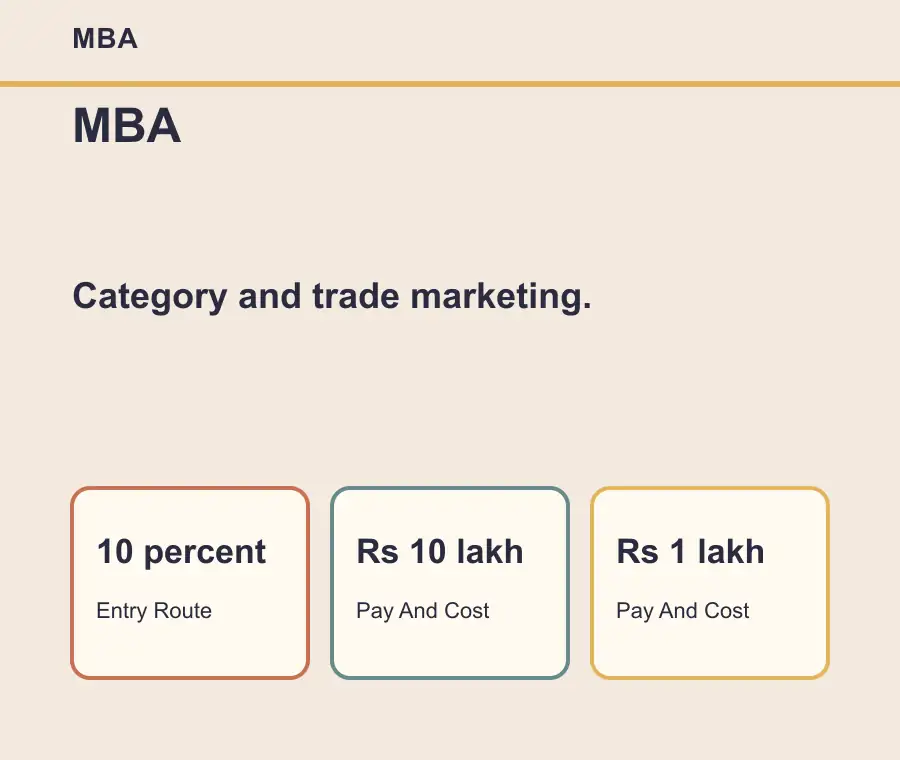 MBA
MBA
Category and trade marketing.
10 percent
Entry Route
Rs 10 lakh
Pay And Cost
Rs 1 lakh
Pay And Cost